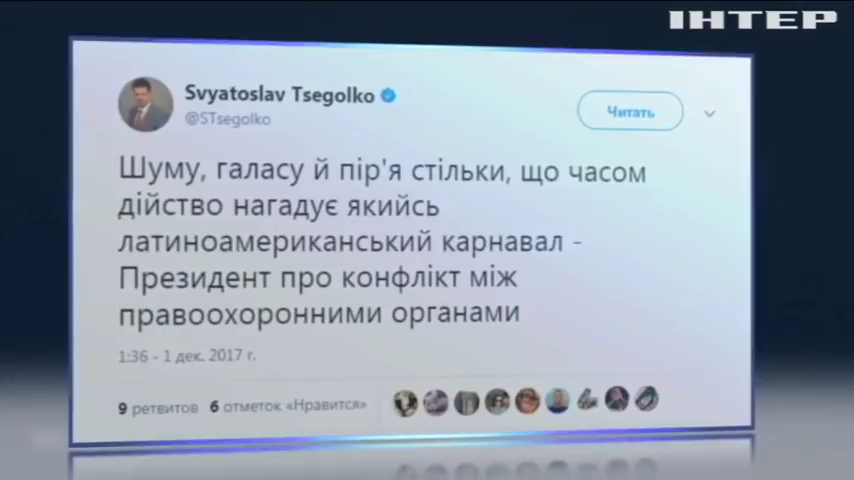 ІНТЕР
Svyatoslav Tsegolko
@STsegolko
Читать
Шуму, галасу й пір'я стільки, що часом
дійство нагадує якийсь
латиноамериканський карнавал -
Президент про конфлікт між
правоохоронними органами
1:36 - 1 дек. 2017 г.
9 ретвитов 6 отметок «Нравится»